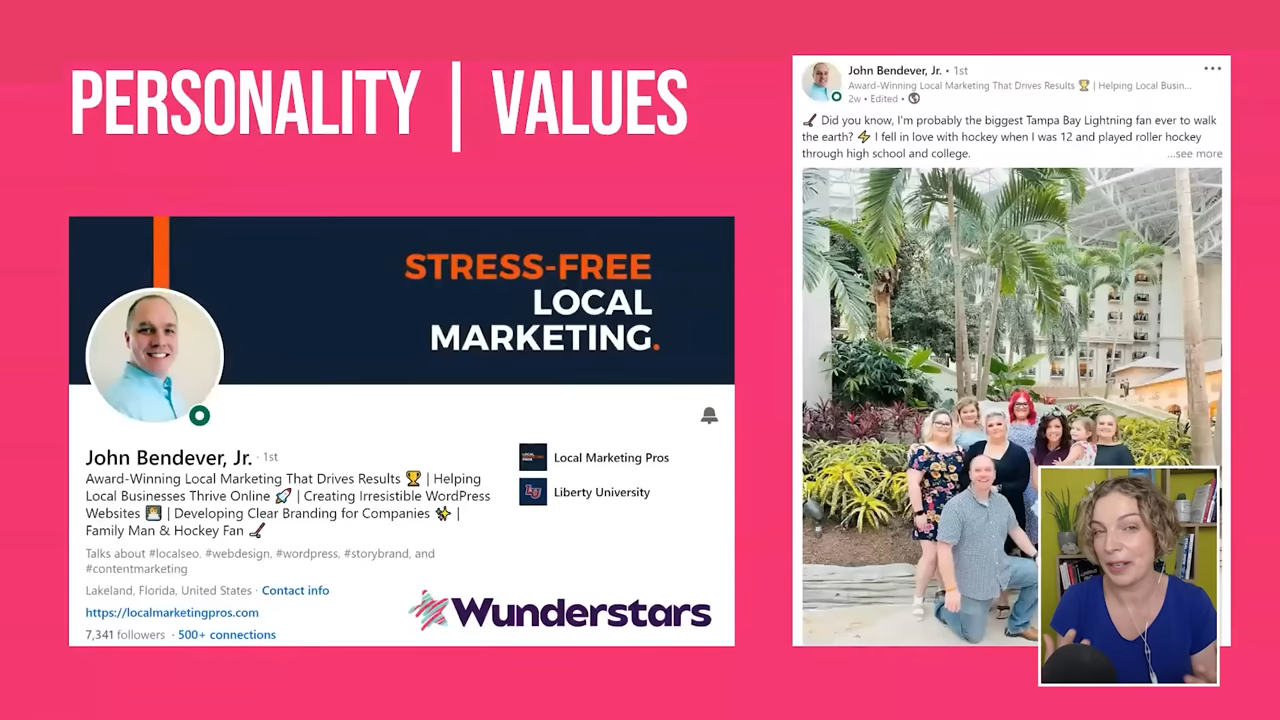 PERSONALITY | VALUES
STRESS-FREE
LOCAL
MARKETING.
John Bendever, Jr. · 1st
Award-Winning Local Marketing That Drives Results 🏆 | Helping
Local Businesses Thrive Online 🚀 | Creating Irresistible WordPress
Websites 👨‍💻 | Developing Clear Branding for Companies ✨ |
Family Man & Hockey Fan 🏒
Talks about #localseo, #webdesign, #wordpress, #storybrand, and
#contentmarketing
Lakeland, Florida, United States · Contact info
https://localmarketingpros.com
7,341 followers · 500+ connections
Local Marketing Pros
Liberty University
Wunderstars
John Bendever, Jr. • 1st
Award-Winning Local Marketing That Drives Results 🏆 | Helping Local Busin...
2w • Edited •
🏒 Did you know, I'm probably the biggest Tampa Bay Lightning fan ever to walk
the earth? ⚡ I fell in love with hockey when I was 12 and played roller hockey
through high school and college.
...see more